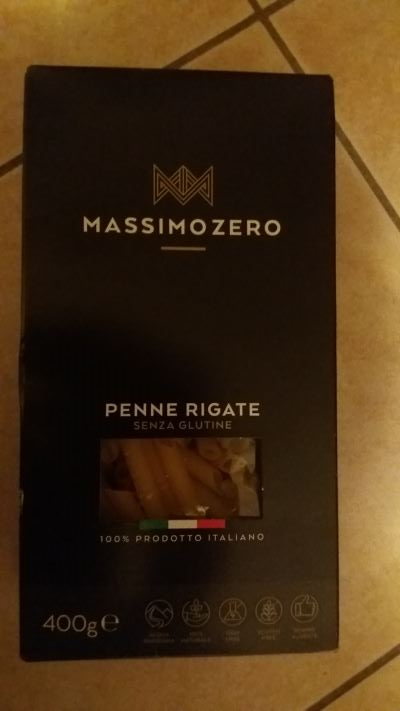 MASSIMOZERO
PENNE RIGATE
SENZA GLUTINE
100% PRODOTTO ITALIANO
400g e